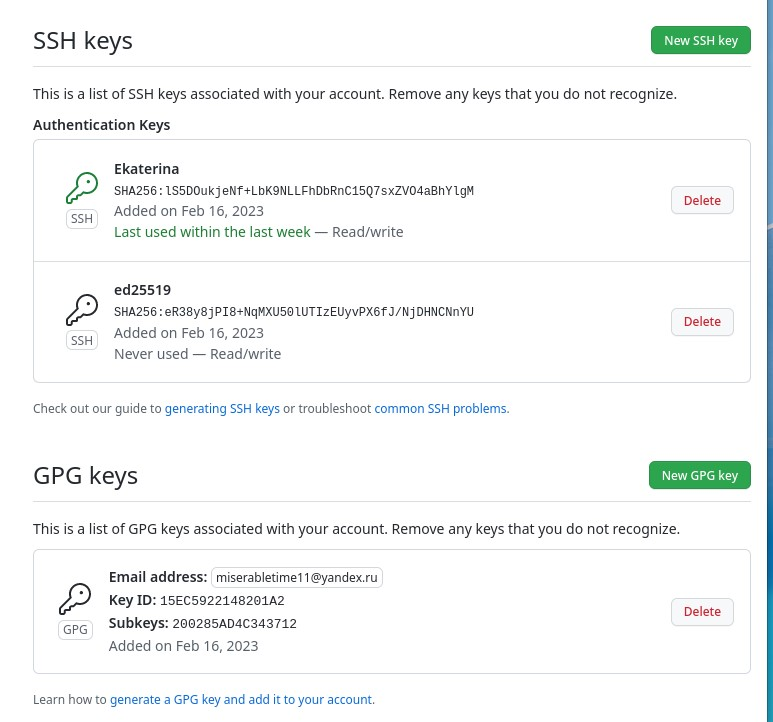 SSH keys
New SSH key
This is a list of SSH keys associated with your account. Remove any keys that you do not recognize.
Authentication Keys
Ekaterina
SHA256:lS5DOukjeNf+LbK9NLLFhDbRnC15Q7sxZVO4aBhYlgM
Added on Feb 16, 2023
Last used within the last week — Read/write
SSH
Delete
ed25519
SHA256:eR38y8jPI8+NqMXU50lUTIzEUyvPX6fJ/NjDHNCNnYU
Added on Feb 16, 2023
Never used — Read/write
SSH
Delete
Check out our guide to generating SSH keys or troubleshoot common SSH problems.
GPG keys
New GPG key
This is a list of GPG keys associated with your account. Remove any keys that you do not recognize.
Email address: miserabletime11@yandex.ru
Key ID: 15EC5922148201A2
Subkeys: 200285AD4C343712
Added on Feb 16, 2023
GPG
Delete
Learn how to generate a GPG key and add it to your account.